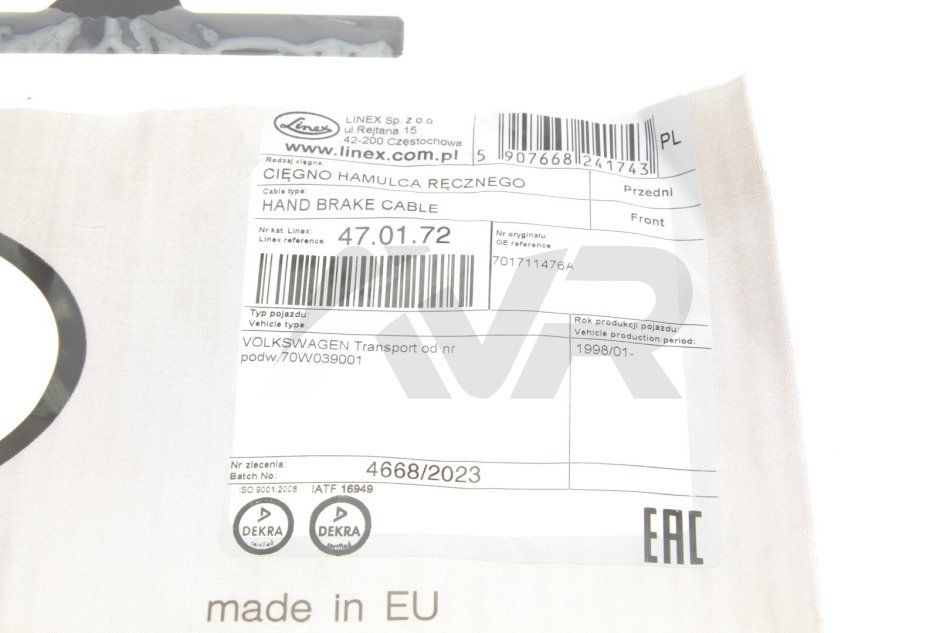 Linex
LINEX Sp. z o.o.
ul.Rejtana 15
42-200 Częstochowa
www.linex.com.pl
5 907668 241743
PL
Rodzaj cięgna:
CIĘGNO HAMULCA RĘCZNEGO
Przedni
Cable type:
HAND BRAKE CABLE
Front
Nr kat. Linex:
Linex reference:
47.01.72
Nr oryginału:
OE reference:
701711476A
Typ pojazdu:
Vehicle type:
Rok produkcji pojazdu:
Vehicle production period:
VOLKSWAGEN Transport od nr
podw.70W039001
1998/01-
Nr zlecenia:
Batch No:
4668/2023
ISO 9001:2008
IATF 16949
DEKRA
certified
DEKRA
certified
EAC
made in EU
AVR